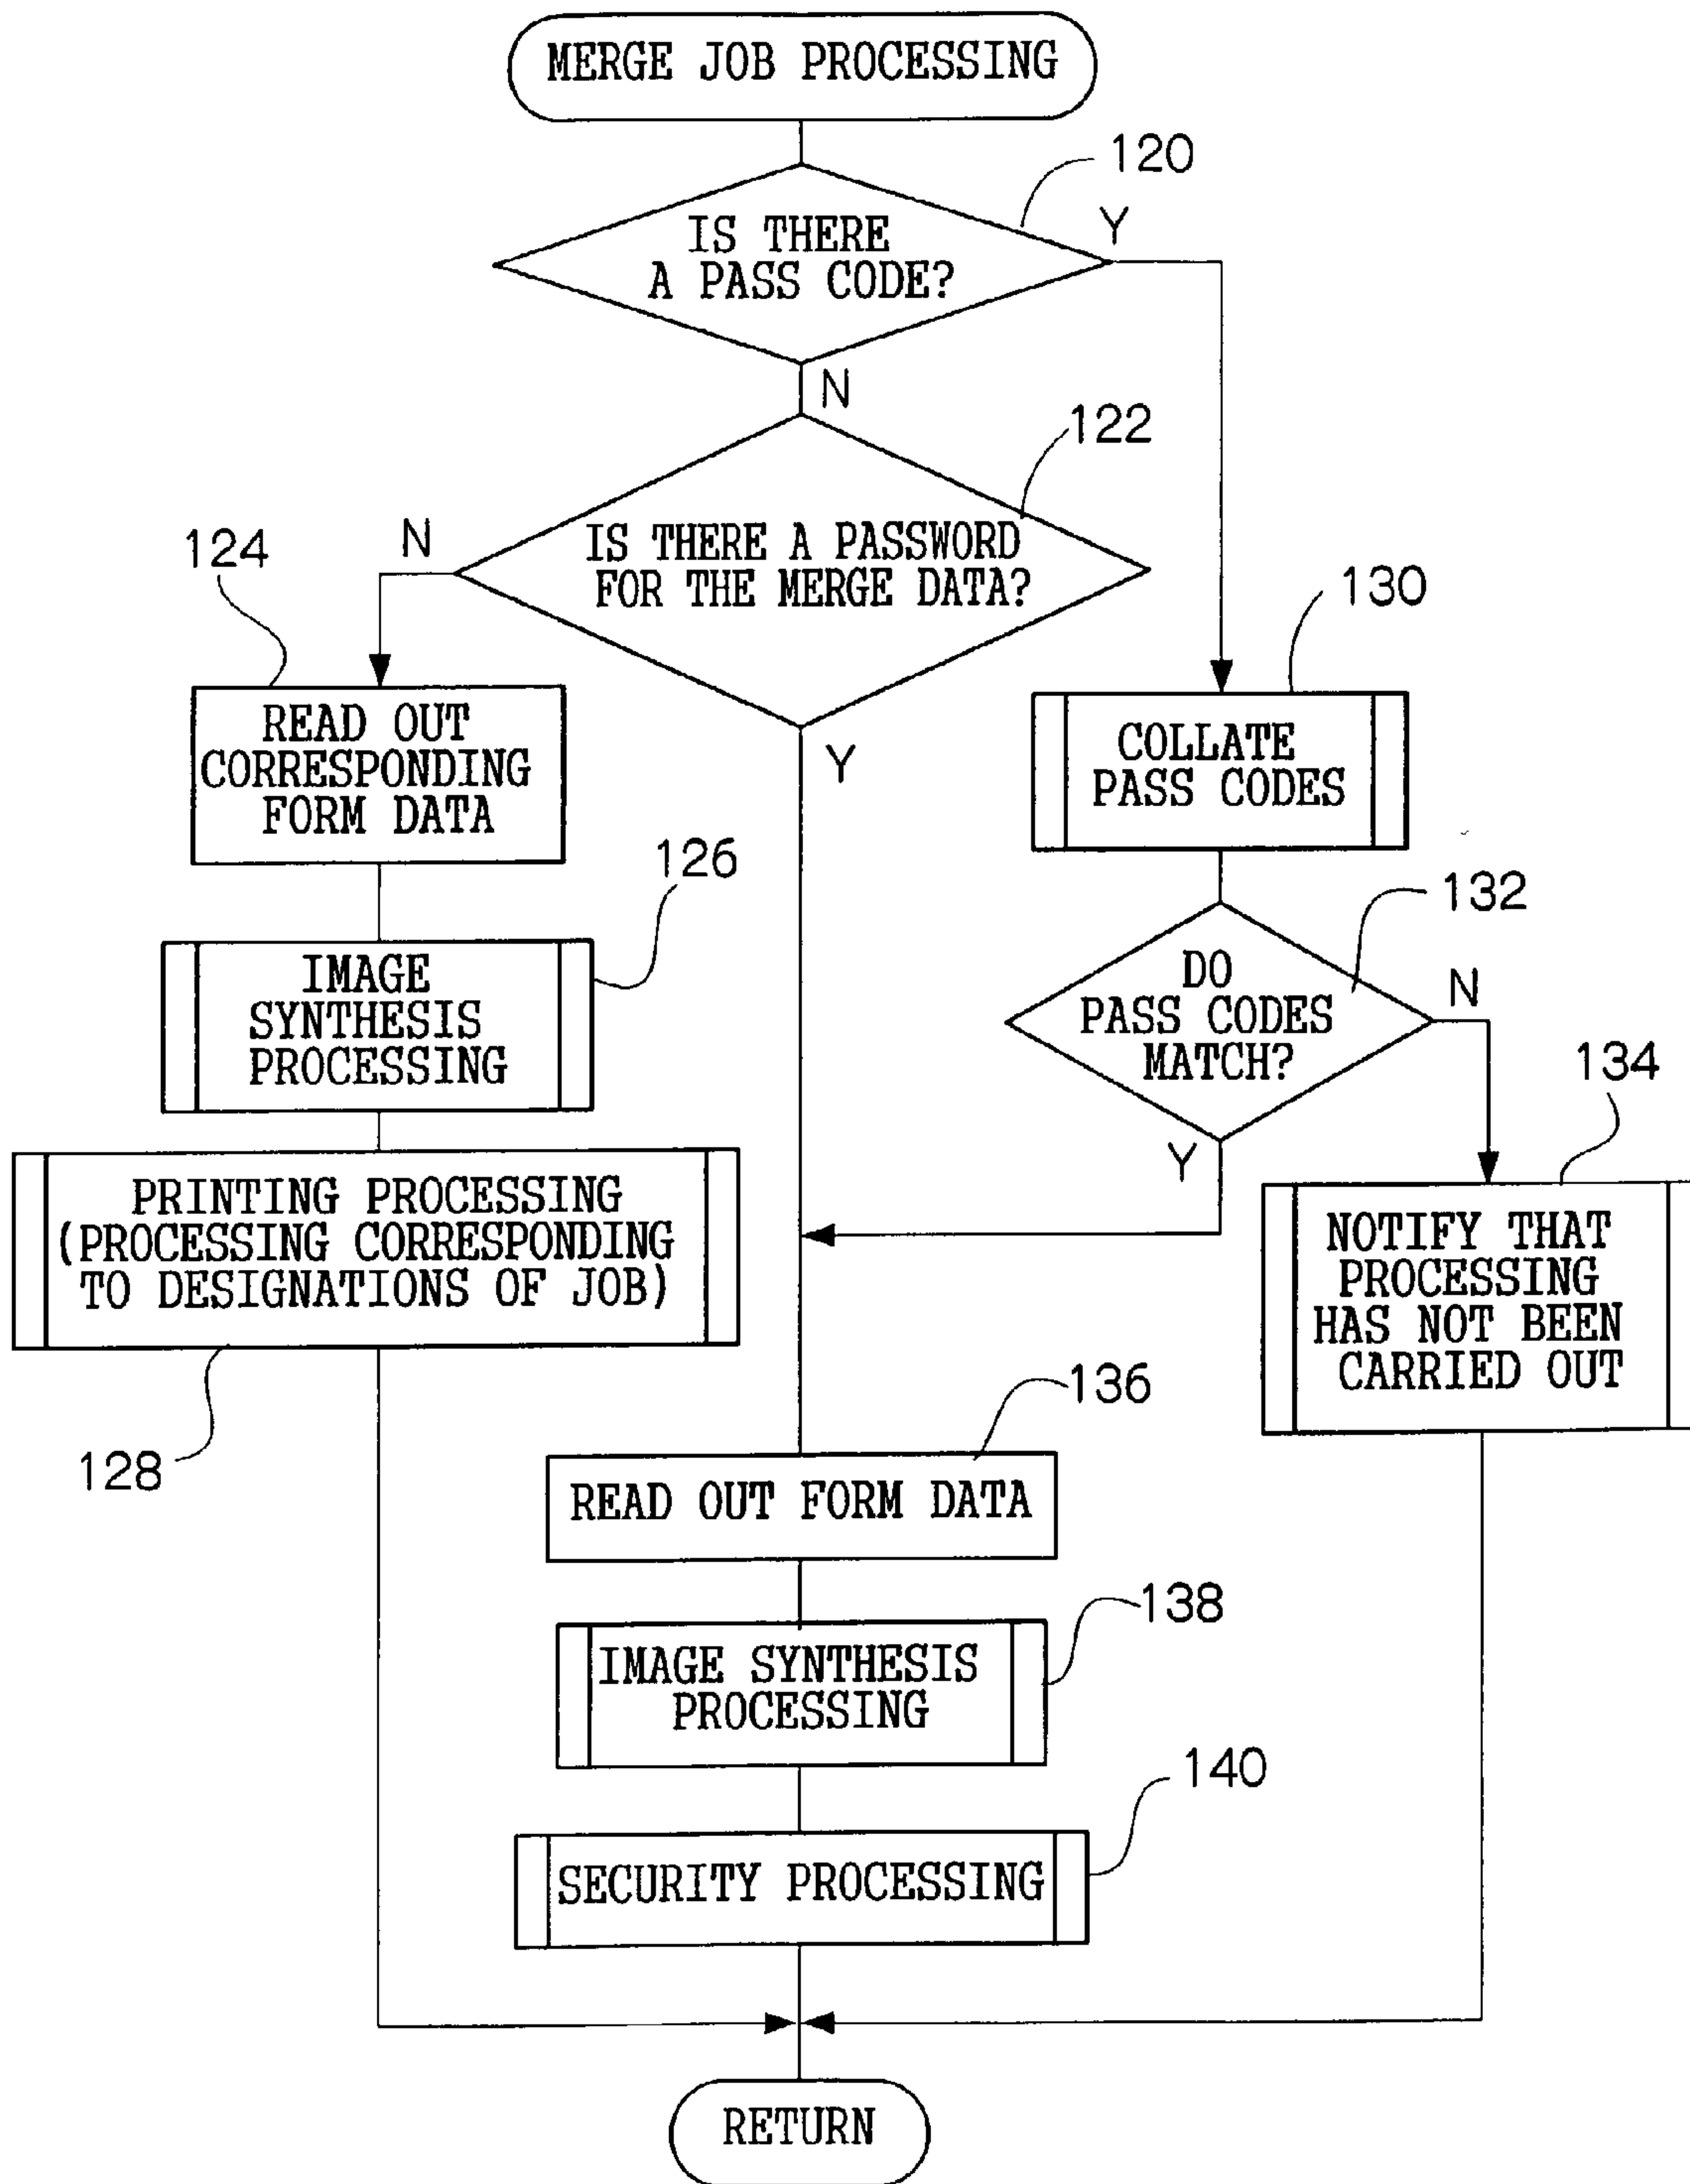 MERGE JOB PROCESSING
120
IS THERE
A PASS CODE?
Y
N
122
IS THERE A PASSWORD
FOR THE MERGE DATA?
N
Y
124
READ OUT
CORRESPONDING
FORM DATA
130
COLLATE
PASS CODES
126
IMAGE
SYNTHESIS
PROCESSING
132
DO
PASS CODES
MATCH?
N
Y
134
NOTIFY THAT
PROCESSING
HAS NOT BEEN
CARRIED OUT
PRINTING PROCESSING
(PROCESSING CORRESPONDING
TO DESIGNATIONS OF JOB)
128
136
READ OUT FORM DATA
138
IMAGE SYNTHESIS
PROCESSING
140
SECURITY PROCESSING
RETURN